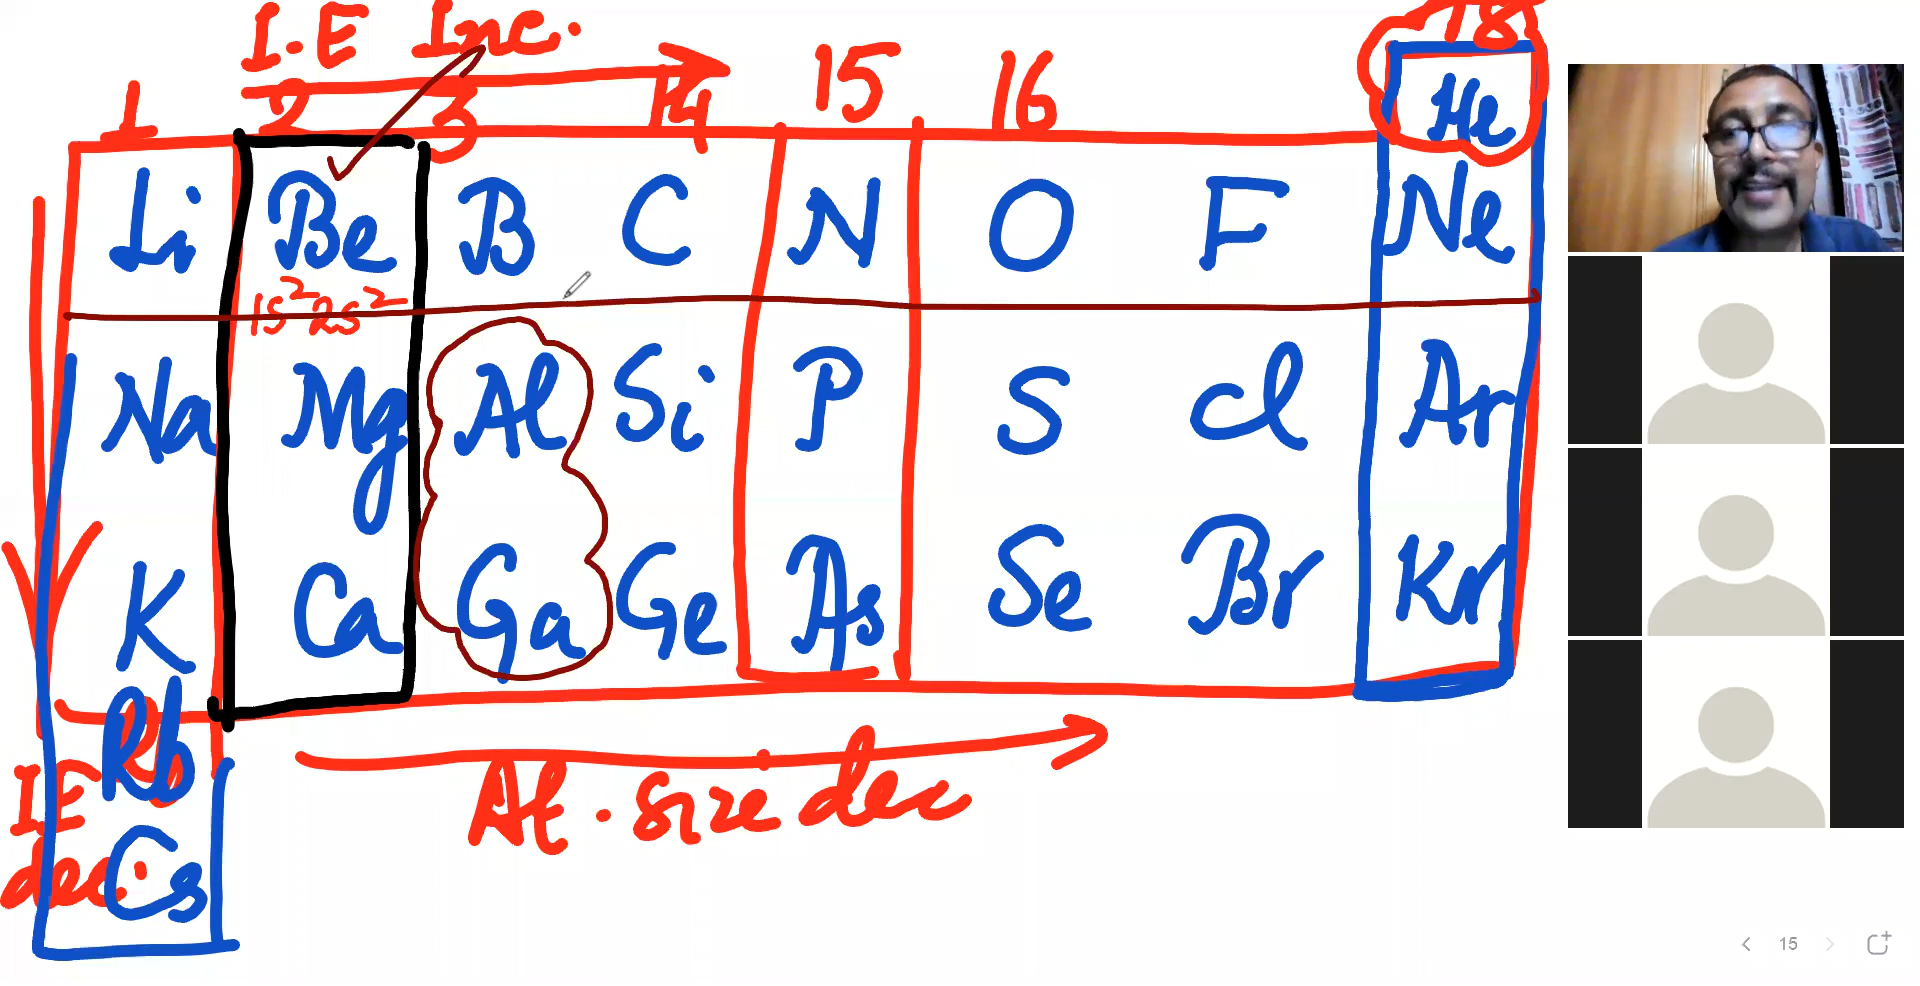 I.E Inc.
1 2 3 14 15 16 18
He
Li Be B C N O F Ne
1s² 2s²
Na Mg Al Si P S Cl Ar
K Ca Ga Ge As Se Br Kr
Rb
I.E
dec.
Cs
At. size dec
15